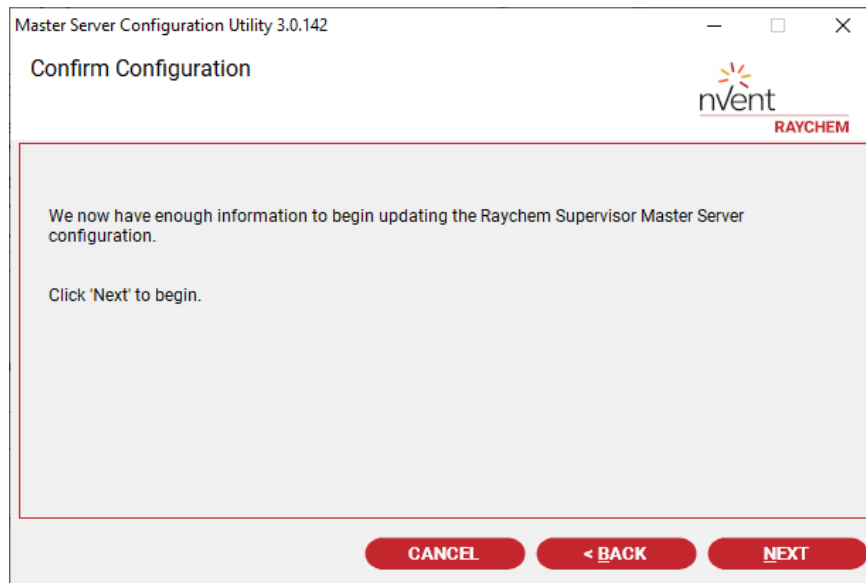 Master Server Configuration Utility 3.0.142
Confirm Configuration
nVent
RAYCHEM
We now have enough information to begin updating the Raychem Supervisor Master Server
configuration.
Click 'Next' to begin.
CANCEL
< BACK
NEXT